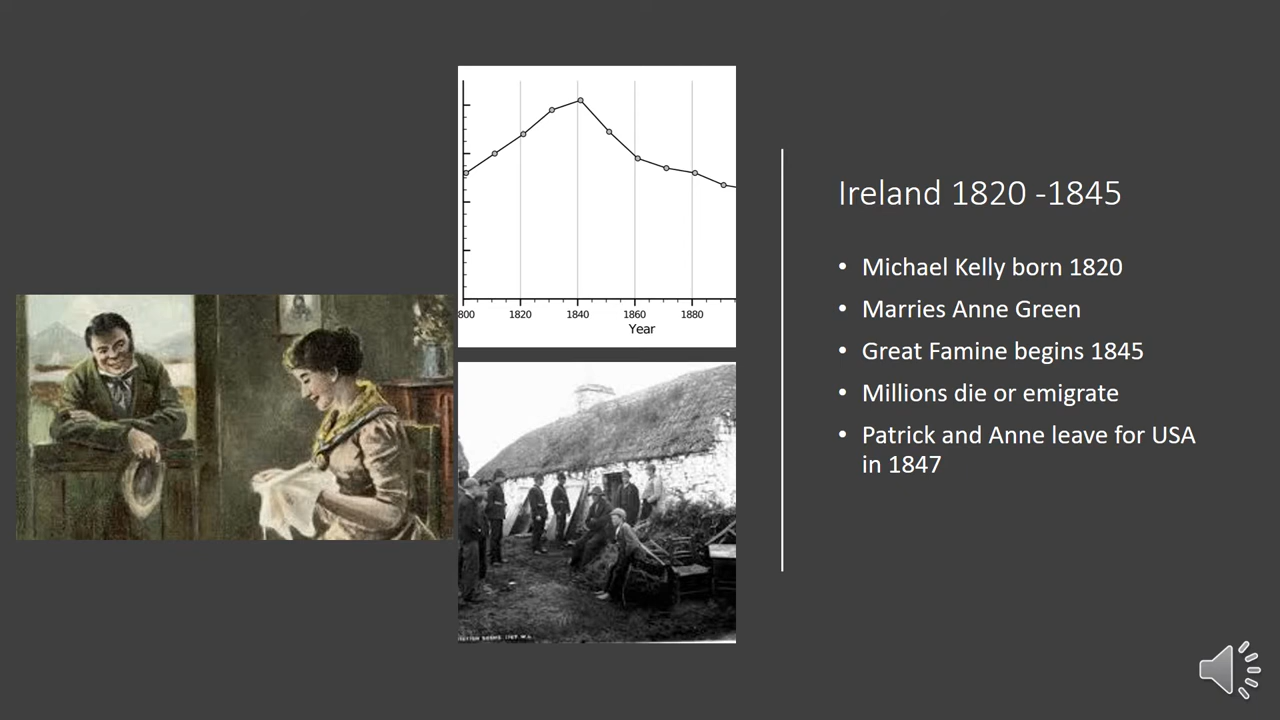 800 1820 1840 1860 1880
Year
Ireland 1820 -1845
• Michael Kelly born 1820
• Marries Anne Green
• Great Famine begins 1845
• Millions die or emigrate
• Patrick and Anne leave for USA
in 1847